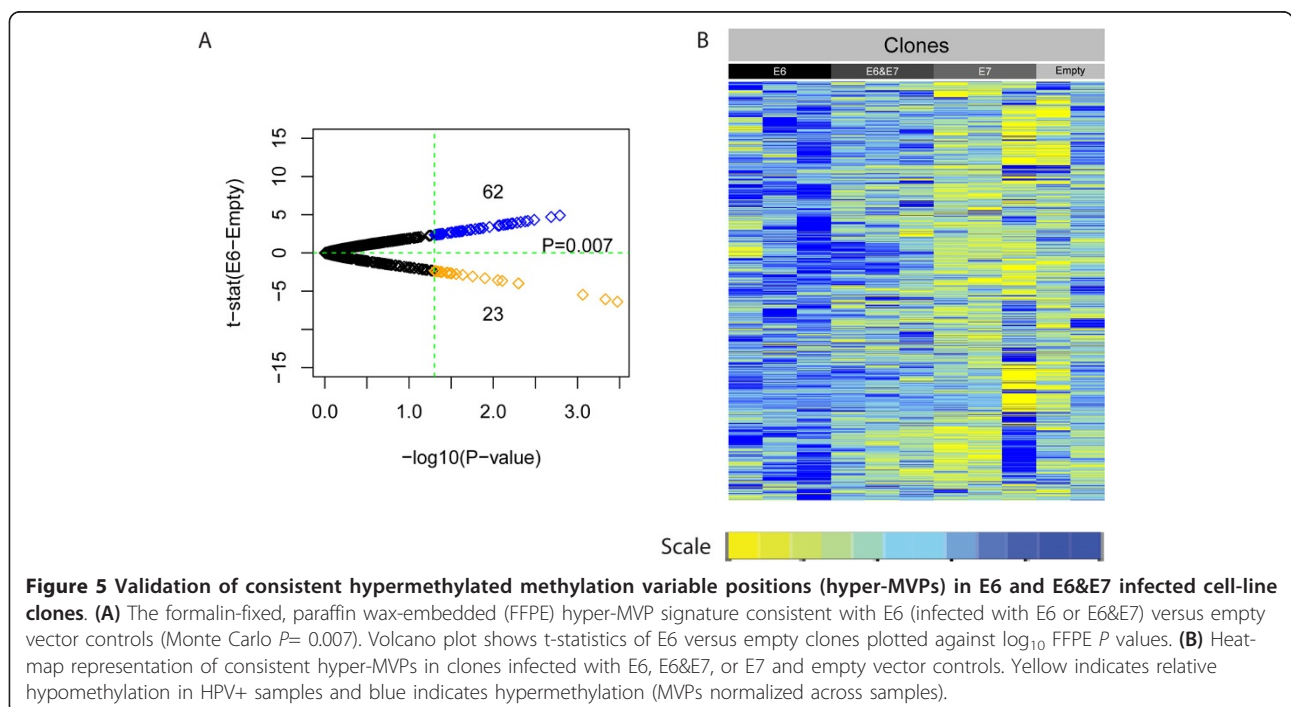 A
B
Clones
E6 E6&E7 E7 Empty
t−stat(E6−Empty)
15
10
5
0
−5
−15
62
P=0.007
23
0.0 1.0 2.0 3.0
−log10(P−value)
Scale
Figure 5 Validation of consistent hypermethylated methylation variable positions (hyper-MVPs) in E6 and E6&E7 infected cell-line
clones. (A) The formalin-fixed, paraffin wax-embedded (FFPE) hyper-MVP signature consistent with E6 (infected with E6 or E6&E7) versus empty
vector controls (Monte Carlo P= 0.007). Volcano plot shows t-statistics of E6 versus empty clones plotted against log₁₀ FFPE P values. (B) Heat-
map representation of consistent hyper-MVPs in clones infected with E6, E6&E7, or E7 and empty vector controls. Yellow indicates relative
hypomethylation in HPV+ samples and blue indicates hypermethylation (MVPs normalized across samples).